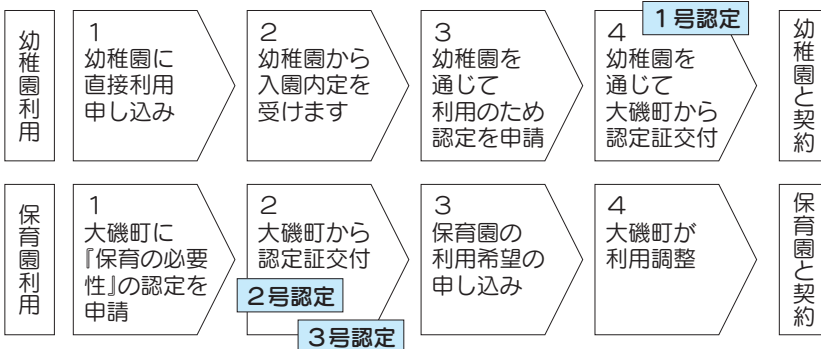 幼稚園利用
1
幼稚園に
直接利用
申し込み
2
幼稚園から
入園内定を
受けます
3
幼稚園を
通じて
利用のため
認定を申請
1号認定
4
幼稚園を
通じて
大磯町から
認定証交付
幼稚園と契約
保育園利用
1
大磯町に
『保育の必要
性』の認定を
申請
2
大磯町から
認定証交付
2号認定
3号認定
3
保育園の
利用希望の
申し込み
4
大磯町が
利用調整
保育園と契約